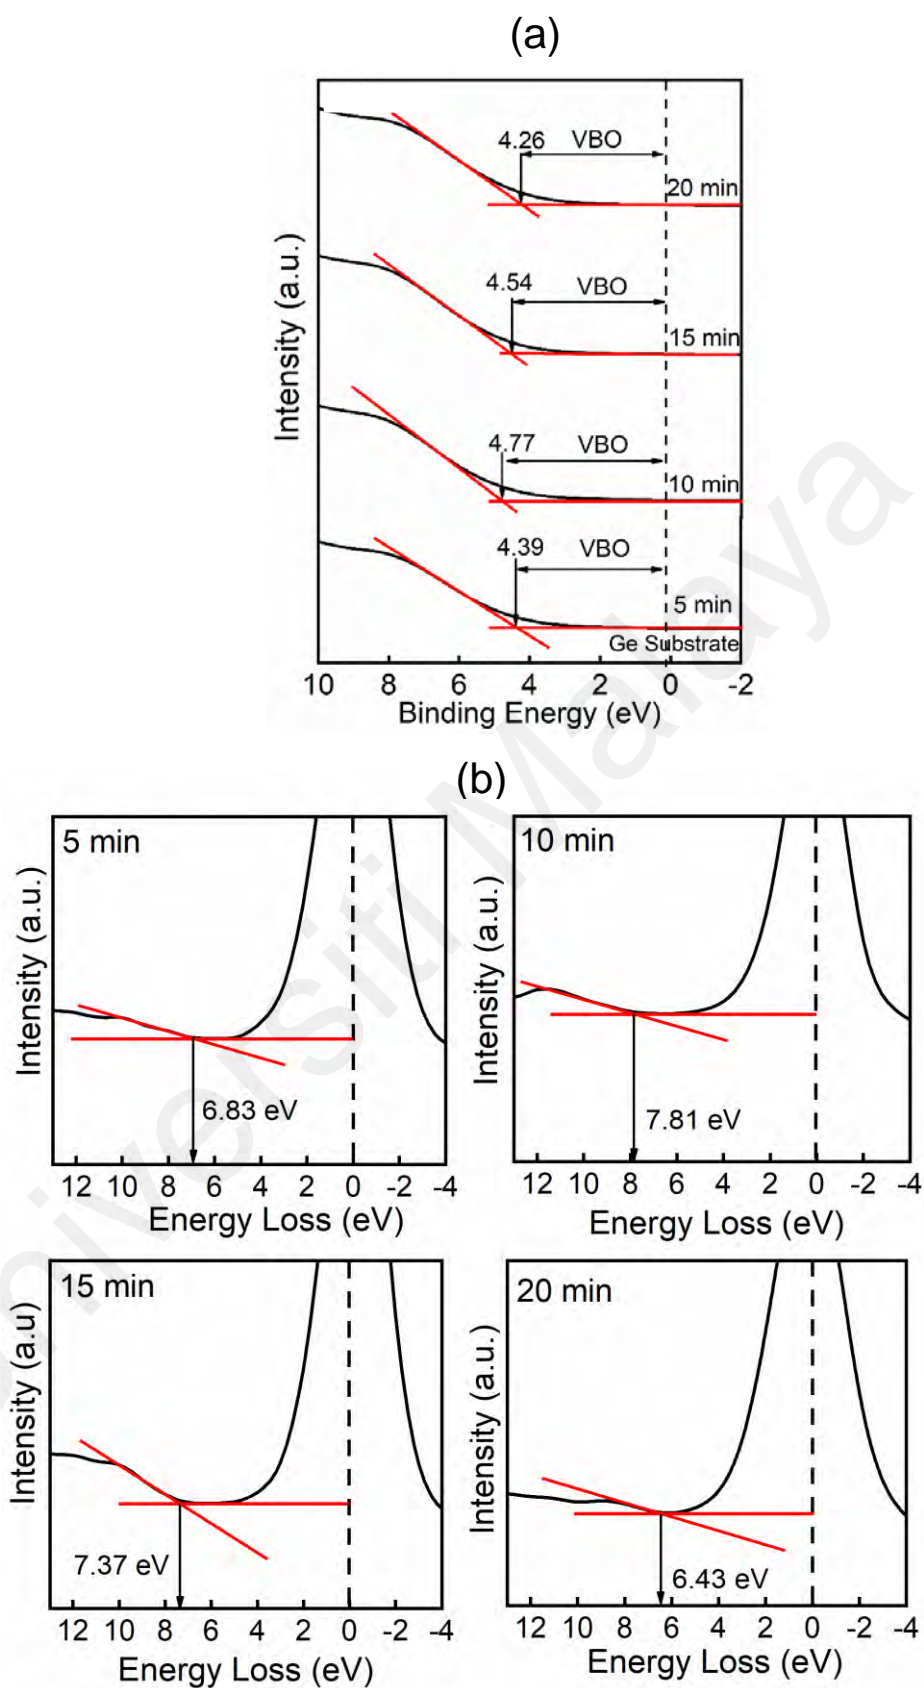 (a)
4.26 VBO
20 min
4.54 VBO
15 min
4.77 VBO
10 min
4.39 VBO
5 min
Ge Substrate
Intensity (a.u.)
10 8 6 4 2 0 -2
Binding Energy (eV)
(b)
5 min
Intensity (a.u.)
6.83 eV
12 10 8 6 4 2 0 -2 -4
Energy Loss (eV)
10 min
Intensity (a.u.)
7.81 eV
12 10 8 6 4 2 0 -2 -4
Energy Loss (eV)
15 min
Intensity (a.u)
7.37 eV
12 10 8 6 4 2 0 -2 -4
Energy Loss (eV)
20 min
Intensity (a.u.)
6.43 eV
12 10 8 6 4 2 0 -2 -4
Energy Loss (eV)
Universiti Malaya